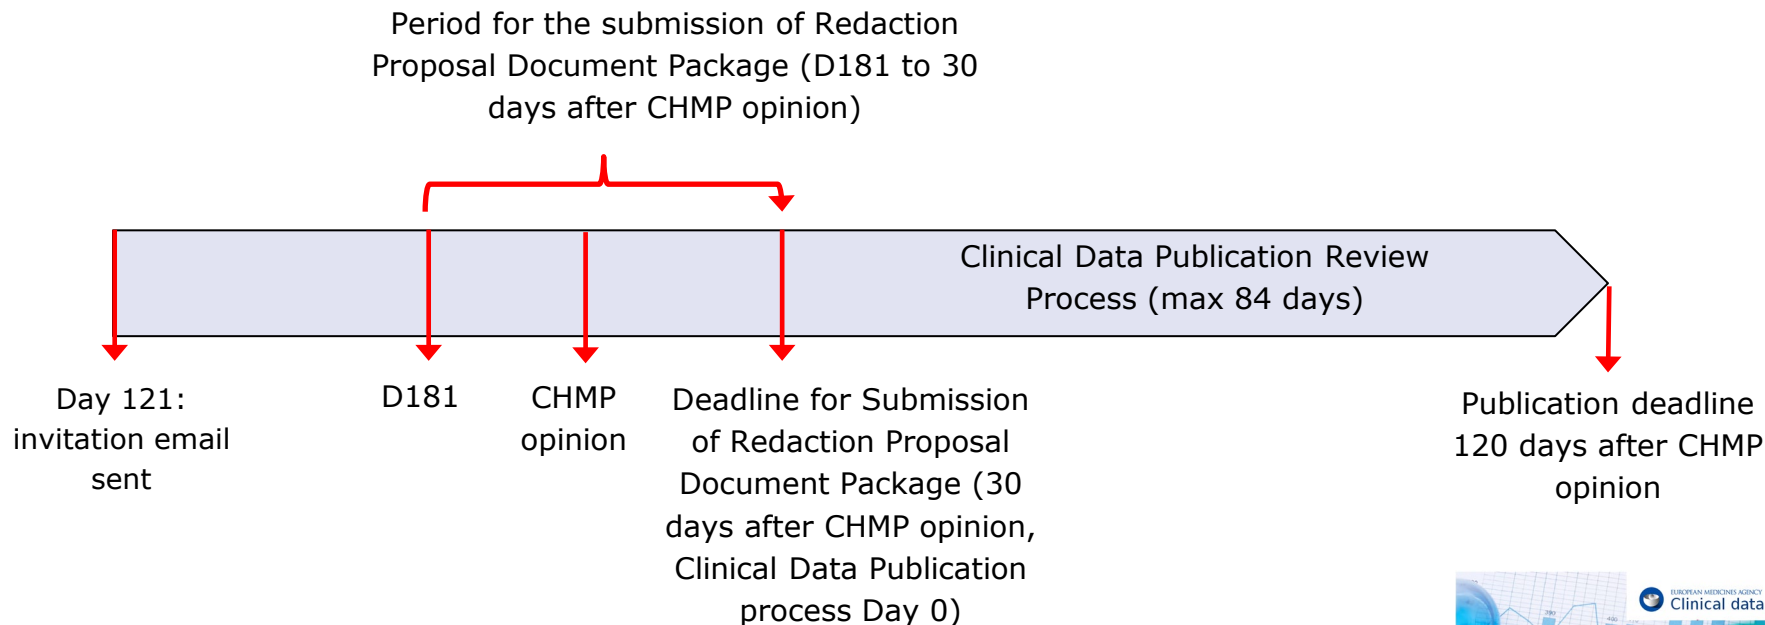 Period for the submission of Redaction
Proposal Document Package (D181 to 30
days after CHMP opinion)
Clinical Data Publication Review
Process (max 84 days)
Day 121:
invitation email
sent
D181
CHMP
opinion
Deadline for Submission
of Redaction Proposal
Document Package (30
days after CHMP opinion,
Clinical Data Publication
process Day 0)
Publication deadline
120 days after CHMP
opinion
EUROPEAN MEDICINES AGENCY
Clinical data